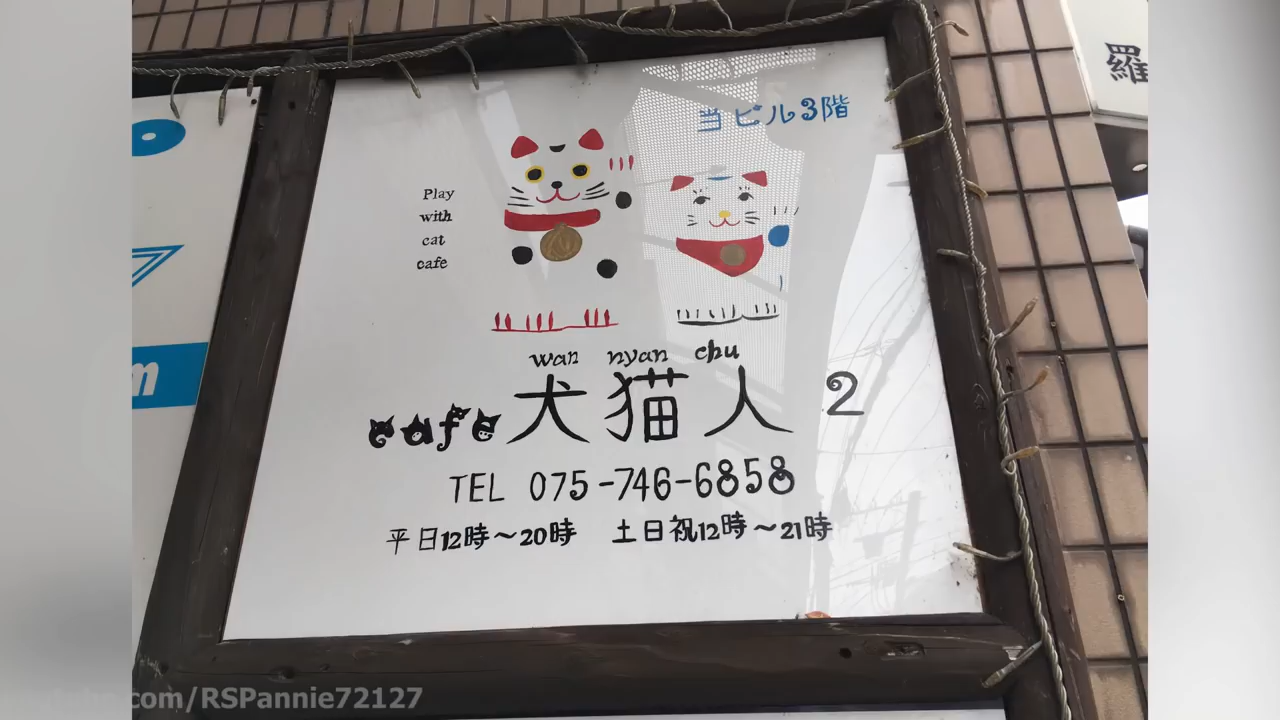 羅
当ビル3階
Play
with
cat
cafe
wan nyan chu
cafe 犬猫人 2
TEL 075-746-6858
平日12時～20時 土日祝12時～21時
m
.com/RSPannie72127